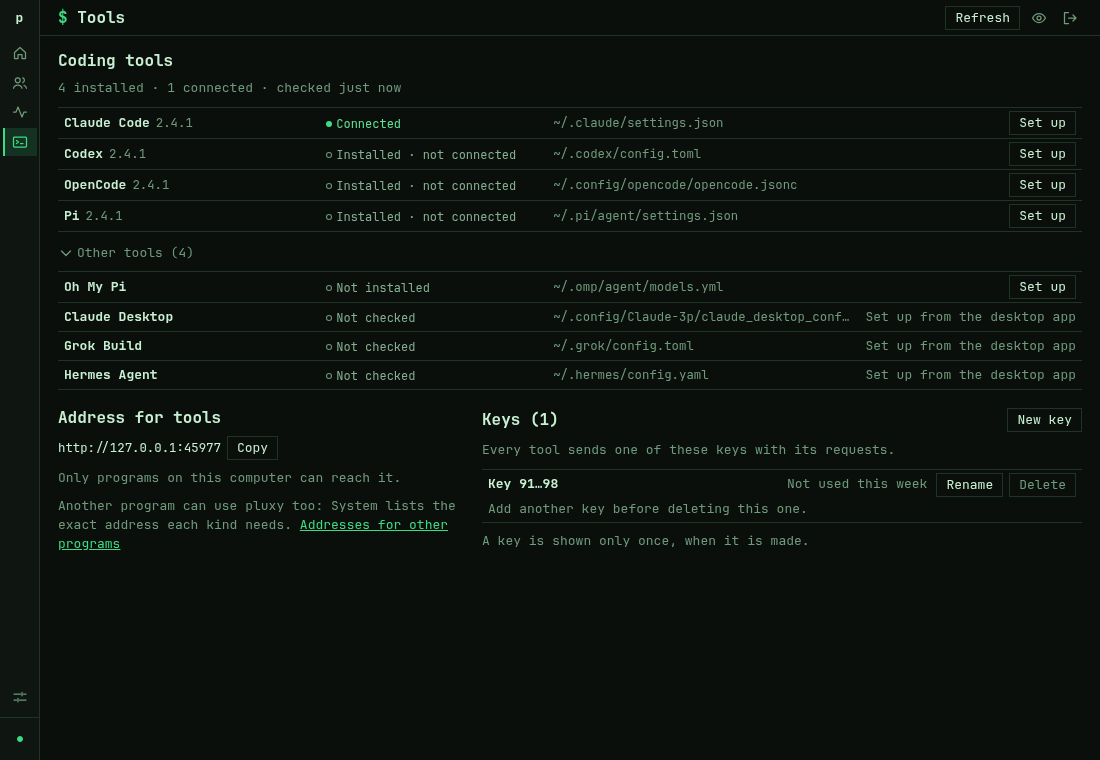 p
$ Tools
Refresh
Coding tools
4 installed · 1 connected · checked just now
Claude Code 2.4.1 Connected ~/.claude/settings.json Set up
Codex 2.4.1 Installed · not connected ~/.codex/config.toml Set up
OpenCode 2.4.1 Installed · not connected ~/.config/opencode/opencode.jsonc Set up
Pi 2.4.1 Installed · not connected ~/.pi/agent/settings.json Set up
Other tools (4)
Oh My Pi Not installed ~/.omp/agent/models.yml Set up
Claude Desktop Not checked ~/.config/Claude-3p/claude_desktop_conf… Set up from the desktop app
Grok Build Not checked ~/.grok/config.toml Set up from the desktop app
Hermes Agent Not checked ~/.hermes/config.yaml Set up from the desktop app
Address for tools
http://127.0.0.1:45977 Copy
Only programs on this computer can reach it.
Another program can use pluxy too: System lists the
exact address each kind needs. Addresses for other
programs
Keys (1) New key
Every tool sends one of these keys with its requests.
Key 91…98 Not used this week Rename Delete
Add another key before deleting this one.
A key is shown only once, when it is made.